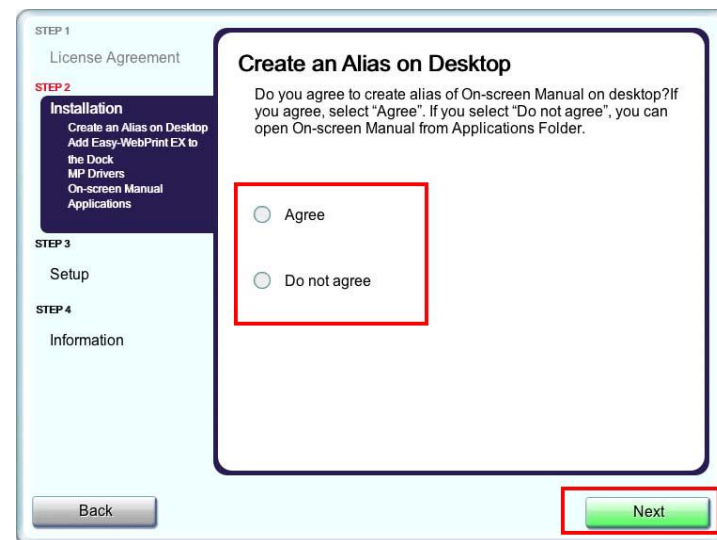 STEP 1
License Agreement
STEP 2
Installation
Create an Alias on Desktop
Add Easy-WebPrint EX to
the Dock
MP Drivers
On-screen Manual
Applications
STEP 3
Setup
STEP 4
Information
Create an Alias on Desktop
Do you agree to create alias of On-screen Manual on desktop?If
you agree, select “Agree”. If you select “Do not agree”, you can
open On-screen Manual from Applications Folder.
Agree
Do not agree
Back
Next